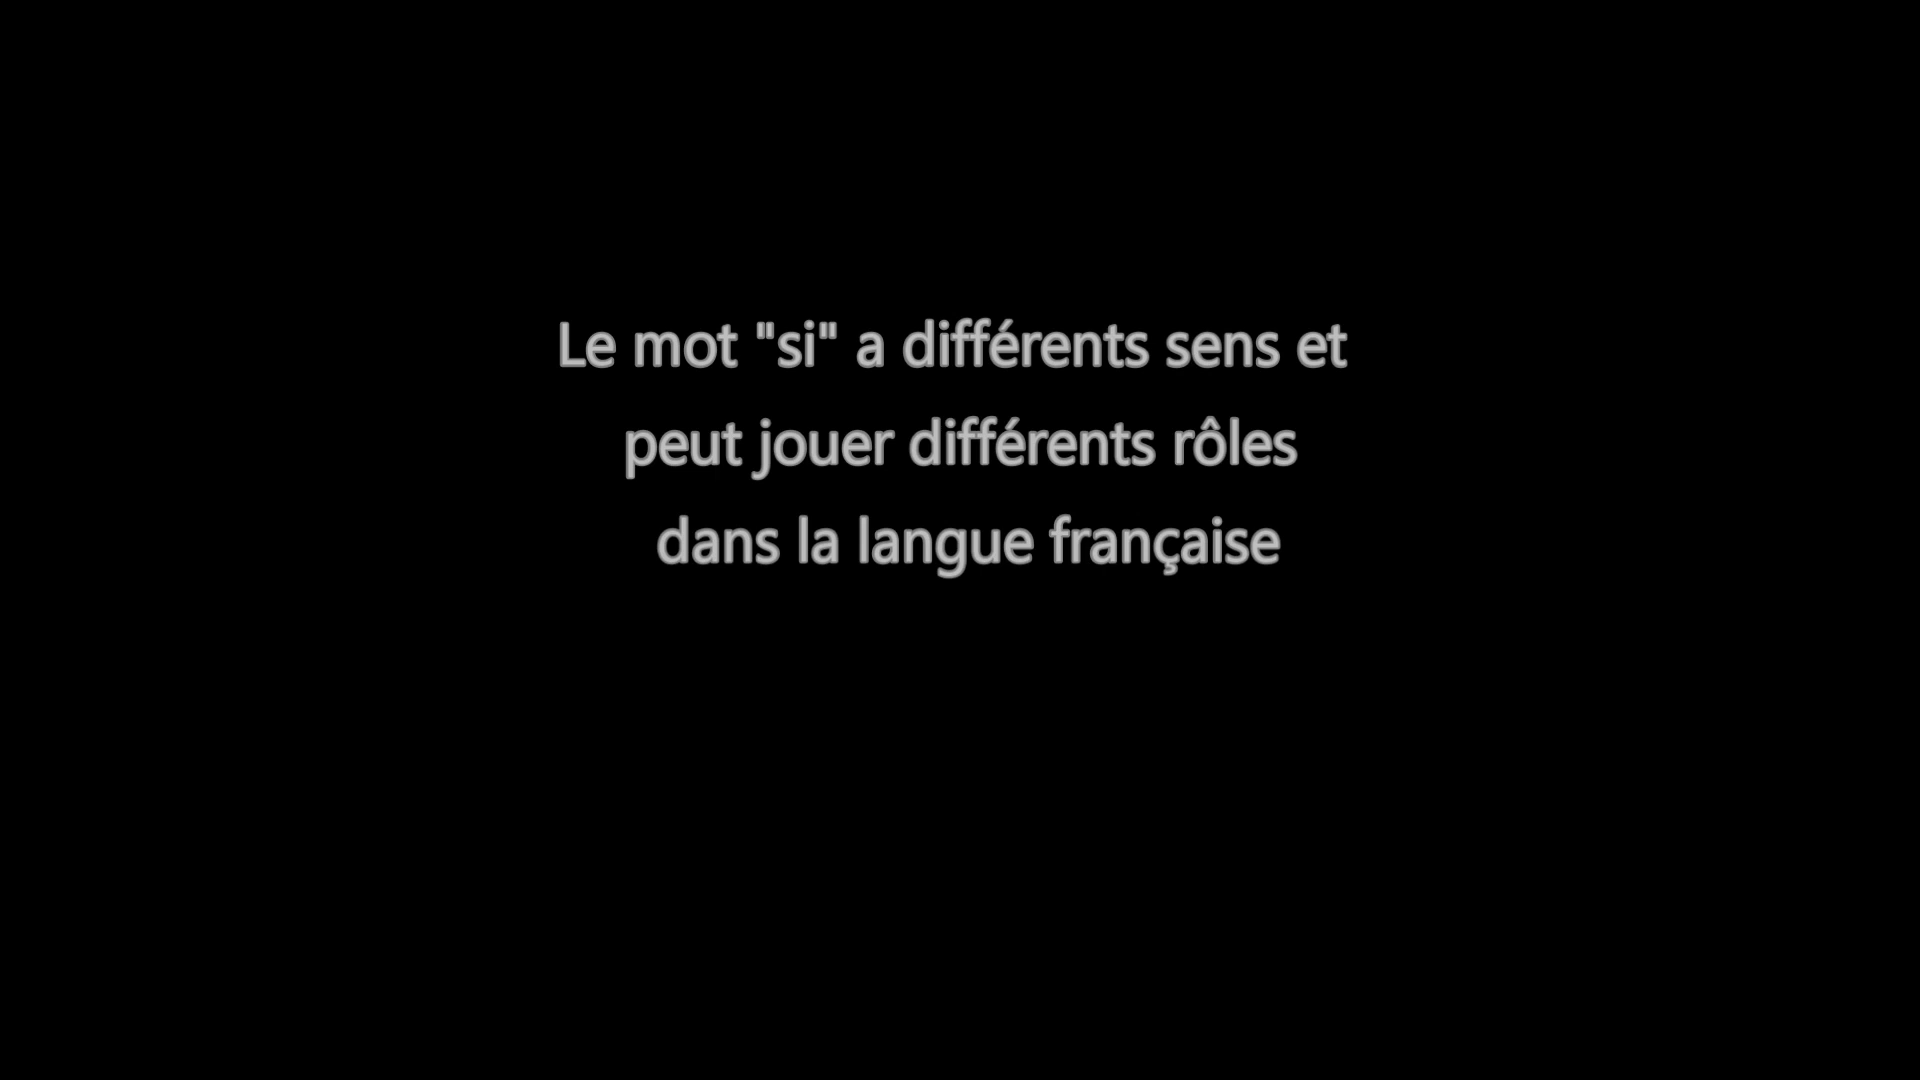 Le mot "si" a différents sens et
peut jouer différents rôles
dans la langue française